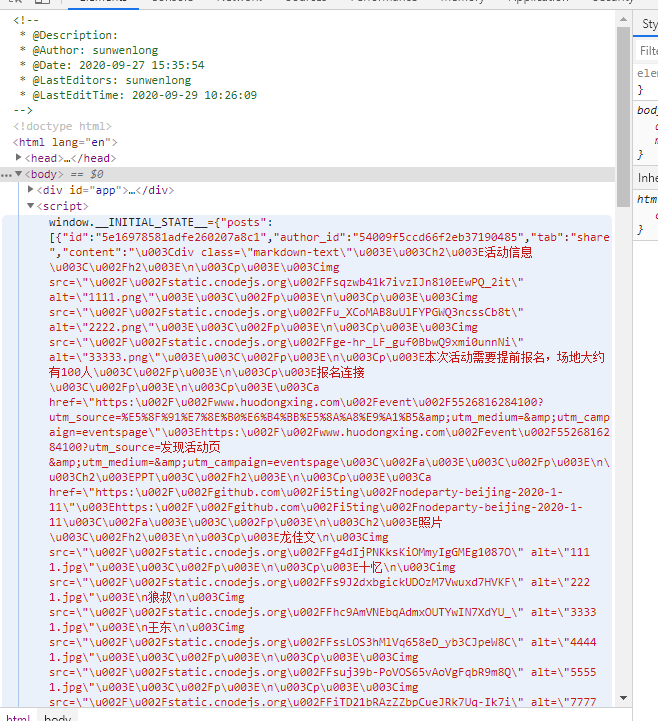 Elements Console Network Sources Performance Memory Application Security
<!--
* @Description:
* @Author: sunwenlong
* @Date: 2020-09-27 15:35:54
* @LastEditors: sunwenlong
* @LastEditTime: 2020-09-29 10:26:09
-->
<!doctype html>
<html lang="en">
<head>…</head>
<body> == $0
<div id="app">…</div>
<script>
window.__INITIAL_STATE__={"posts":
[{"id":"5e16978581adfe260207a8c1","author_id":"54009f5ccd66f2eb37190485","tab":"share
","content":"\u003Cdiv class=\"markdown-text\"\u003E\u003Ch2\u003E活动信息
\u003C\u002Fh2\u003E\n\u003Cp\u003E\u003Cimg
src=\"\u002F\u002Fstatic.cnodejs.org\u002FFsqzwb41k7ivzIJn810EEwPQ_2it\"
alt=\"1111.png\"\u003E\u003C\u002Fp\u003E\n\u003Cp\u003E\u003Cimg
src=\"\u002F\u002Fstatic.cnodejs.org\u002FFu_XCoMAB8uUlFYPGWQ3ncssCb8t\"
alt=\"2222.png\"\u003E\u003C\u002Fp\u003E\n\u003Cp\u003E\u003Cimg
src=\"\u002F\u002Fstatic.cnodejs.org\u002FFge-hr_LF_guf0BbwQ9xmi0unnNi\"
alt=\"33333.png\"\u003E\u003C\u002Fp\u003E\n\u003Cp\u003E本次活动需要提前报名，场地大约
有100人\u003C\u002Fp\u003E\n\u003Cp\u003E报名连接
\u003C\u002Fp\u003E\n\u003Cp\u003E\u003Ca
href=\"https:\u002F\u002Fwww.huodongxing.com\u002Fevent\u002F5526816284100?
utm_source=%E5%8F%91%E7%8E%B0%E6%B4%BB%E5%8A%A8%E9%A1%B5&amp;utm_medium=&amp;utm_camp
aign=eventspage\"\u003Ehttps:\u002F\u002Fwww.huodongxing.com\u002Fevent\u002F55268162
84100?utm_source=发现活动页
&amp;utm_medium=&amp;utm_campaign=eventspage\u003C\u002Fa\u003E\u003C\u002Fp\u003E\n\
u003Ch2\u003EPPT\u003C\u002Fh2\u003E\n\u003Cp\u003E\u003Ca
href=\"https:\u002F\u002Fgithub.com\u002Fi5ting\u002Fnodeparty-beijing-2020-1-
11\"\u003Ehttps:\u002F\u002Fgithub.com\u002Fi5ting\u002Fnodeparty-beijing-2020-1-
11\u003C\u002Fa\u003E\u003C\u002Fp\u003E\n\u003Ch2\u003E照片
\u003C\u002Fh2\u003E\n\u003Cp\u003E龙佳文\n\u003Cimg
src=\"\u002F\u002Fstatic.cnodejs.org\u002FFg4dIjPNKksKiOMmyIgGMEg1087O\" alt=\"111
1.jpg\"\u003E\u003C\u002Fp\u003E\n\u003Cp\u003E十忆\n\u003Cimg
src=\"\u002F\u002Fstatic.cnodejs.org\u002FFs9J2dxbgickUDOzM7Vwuxd7HVKF\" alt=\"222
1.jpg\"\u003E\n狼叔\n\u003Cimg
src=\"\u002F\u002Fstatic.cnodejs.org\u002FFhc9AmVNEbqAdmxOUTYwIN7XdYU_\" alt=\"3333
1.jpg\"\u003E\n王东\n\u003Cimg
src=\"\u002F\u002Fstatic.cnodejs.org\u002FFssLOS3hMlVq658eD_yb3CJpeW8C\" alt=\"4444
1.jpg\"\u003E\u003C\u002Fp\u003E\n\u003Cp\u003E\u003Cimg
src=\"\u002F\u002Fstatic.cnodejs.org\u002FFsuj39b-PoVOS65vAoVgFqbR9m8Q\" alt=\"5555
1.jpg\"\u003E\u003C\u002Fp\u003E\n\u003Cp\u003E\u003Cimg
src=\"\u002F\u002Fstatic.cnodejs.org\u002FFiTD21bRAzZZbpCueJRk7Uq-Ik7i\" alt=\"7777
html body
Sty
Filte
elem
}
body
}
Inhe
htm
}